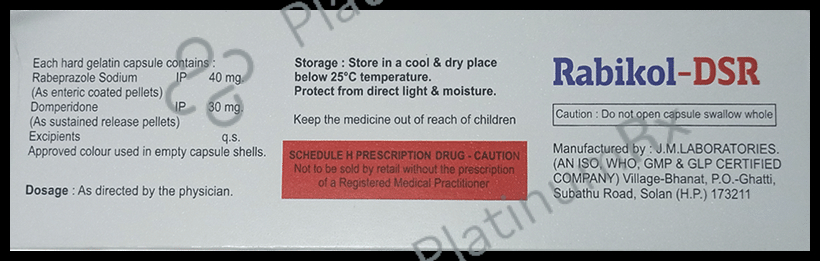 Each hard gelatin capsule contains :
Rabeprazole Sodium IP 40 mg.
(As enteric coated pellets)
Domperidone IP 30 mg.
(As sustained release pellets)
Excipients q.s.
Approved colour used in empty capsule shells.
Dosage : As directed by the physician.
Storage : Store in a cool & dry place
below 25°C temperature.
Protect from direct light & moisture.
Keep the medicine out of reach of children
SCHEDULE H PRESCRIPTION DRUG - CAUTION
Not to be sold by retail without the prescription
of a Registered Medical Practitioner
Rabikol-DSR
Caution : Do not open capsule swallow whole
Manufactured by : J.M.LABORATORIES.
(AN ISO, WHO, GMP & GLP CERTIFIED
COMPANY) Village-Bhanat, P.O.-Ghatti,
Subathu Road, Solan (H.P.) 173211
PlatinumRx